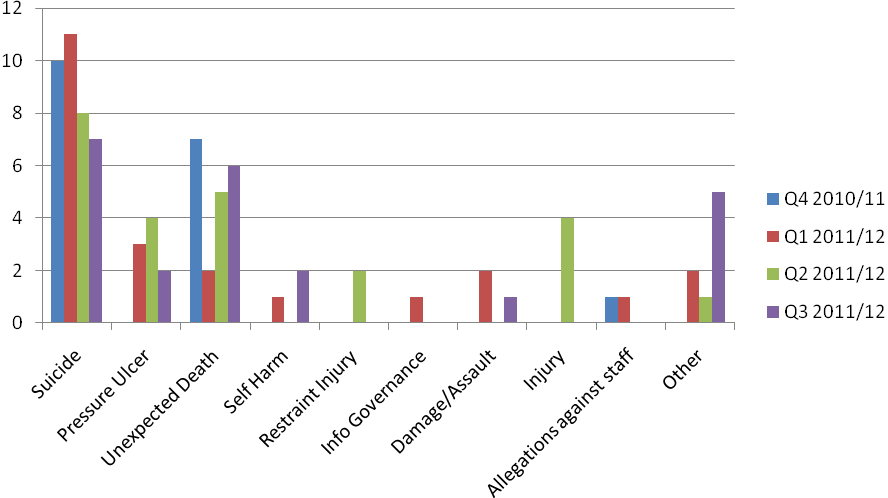 12
10
8
6
4
2
0
Suicide
Pressure Ulcer
Unexpected Death
Self Harm
Restraint Injury
Info Governance
Damage/Assault
Injury
Allegations against staff
Other
Q4 2010/11
Q1 2011/12
Q2 2011/12
Q3 2011/12